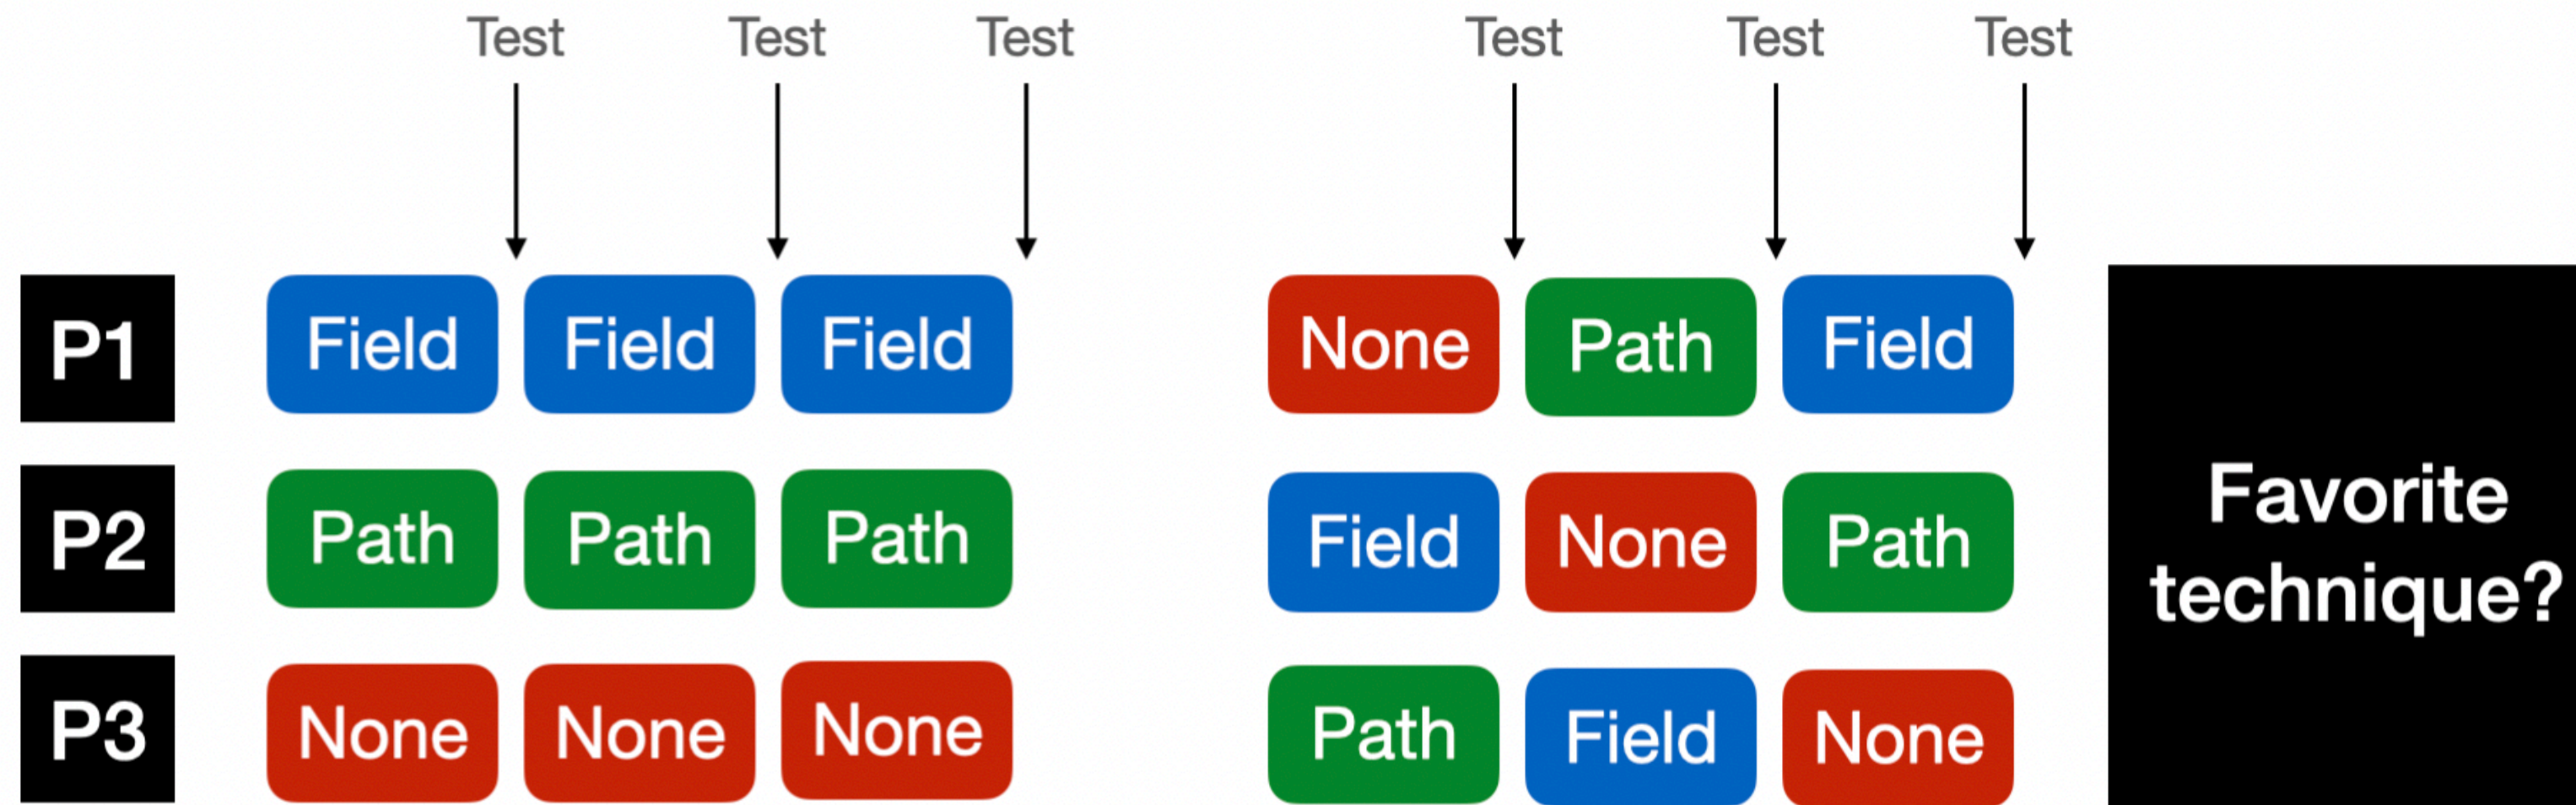 Test Test Test Test Test Test
P1 Field Field Field None Path Field
P2 Path Path Path Field None Path
P3 None None None Path Field None
Favorite
technique?